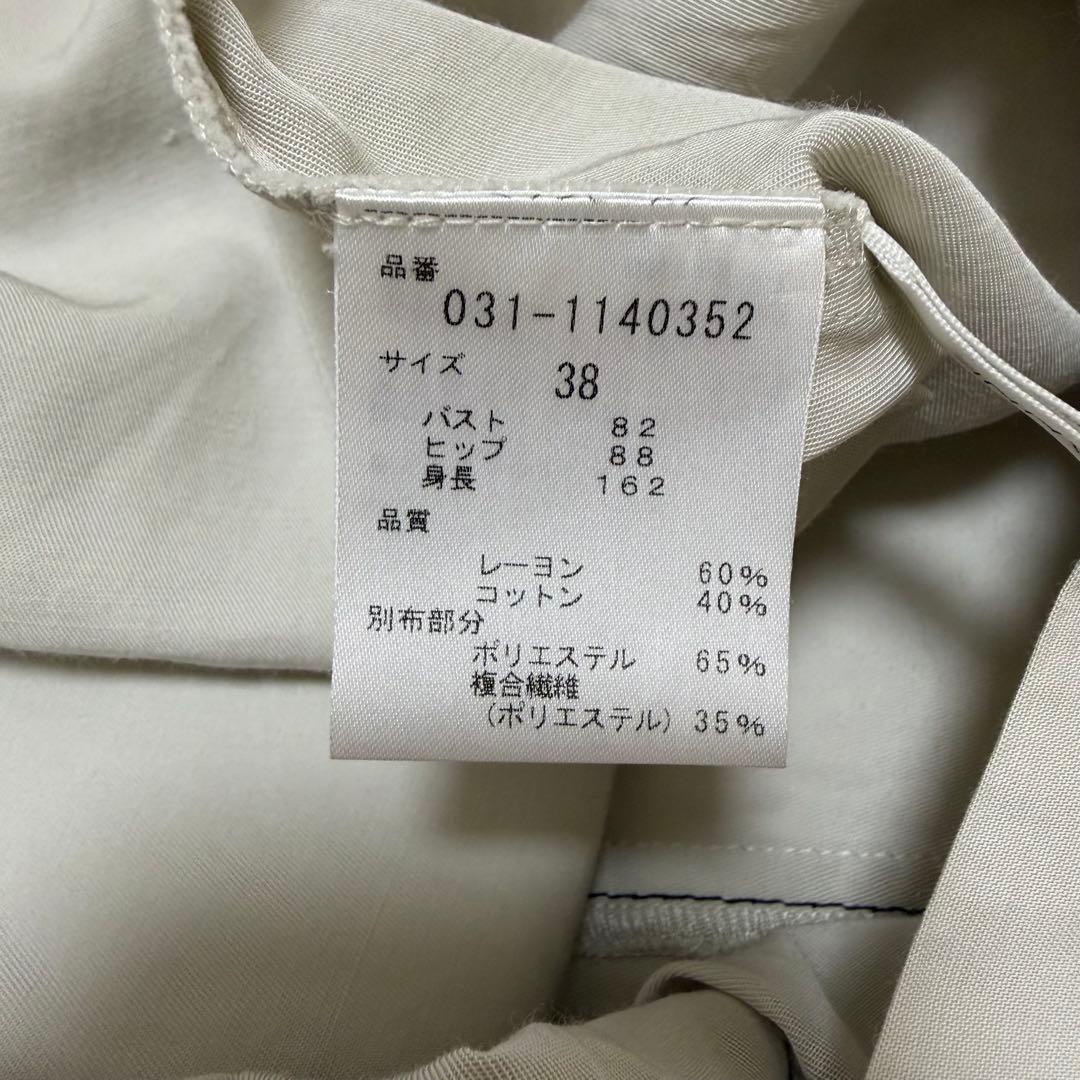 品番
031-1140352
サイズ 38
バスト 82
ヒップ 88
身長 162
品質
レーヨン 60%
コットン 40%
別布部分
ポリエステル 65%
複合繊維
(ポリエステル) 35%